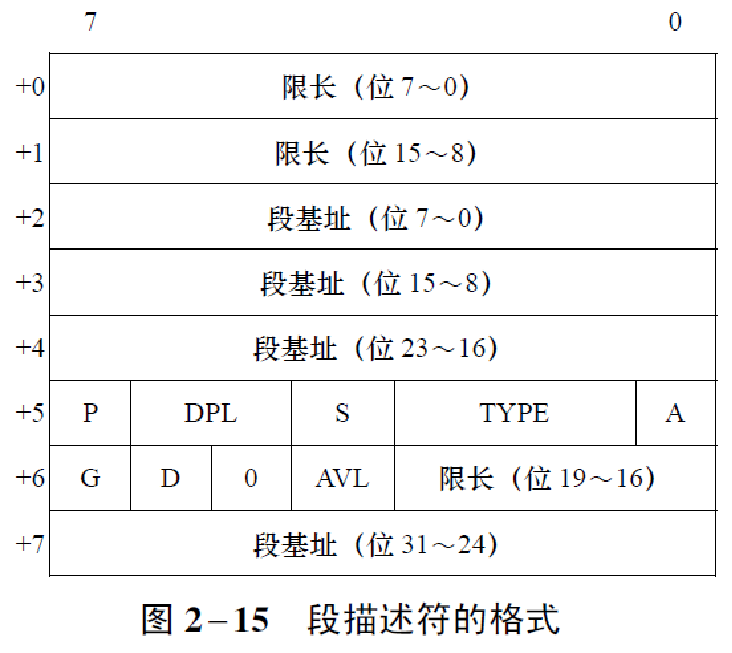 7 0
+0 限长（位 7～0）
+1 限长（位 15～8）
+2 段基址（位 7～0）
+3 段基址（位 15～8）
+4 段基址（位 23～16）
+5 P DPL S TYPE A
+6 G D 0 AVL 限长（位 19～16）
+7 段基址（位 31～24）
图 2-15 段描述符的格式